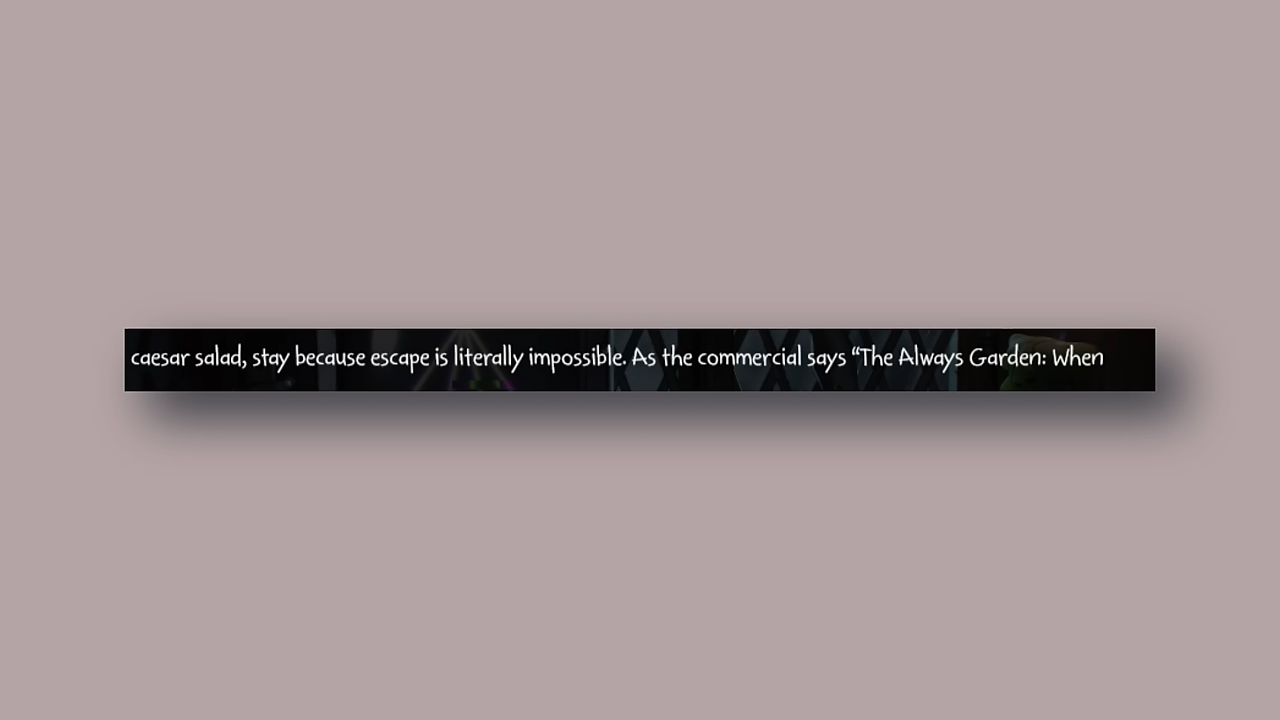 caesar salad, stay because escape is literally impossible. As the commercial says “The Always Garden: When